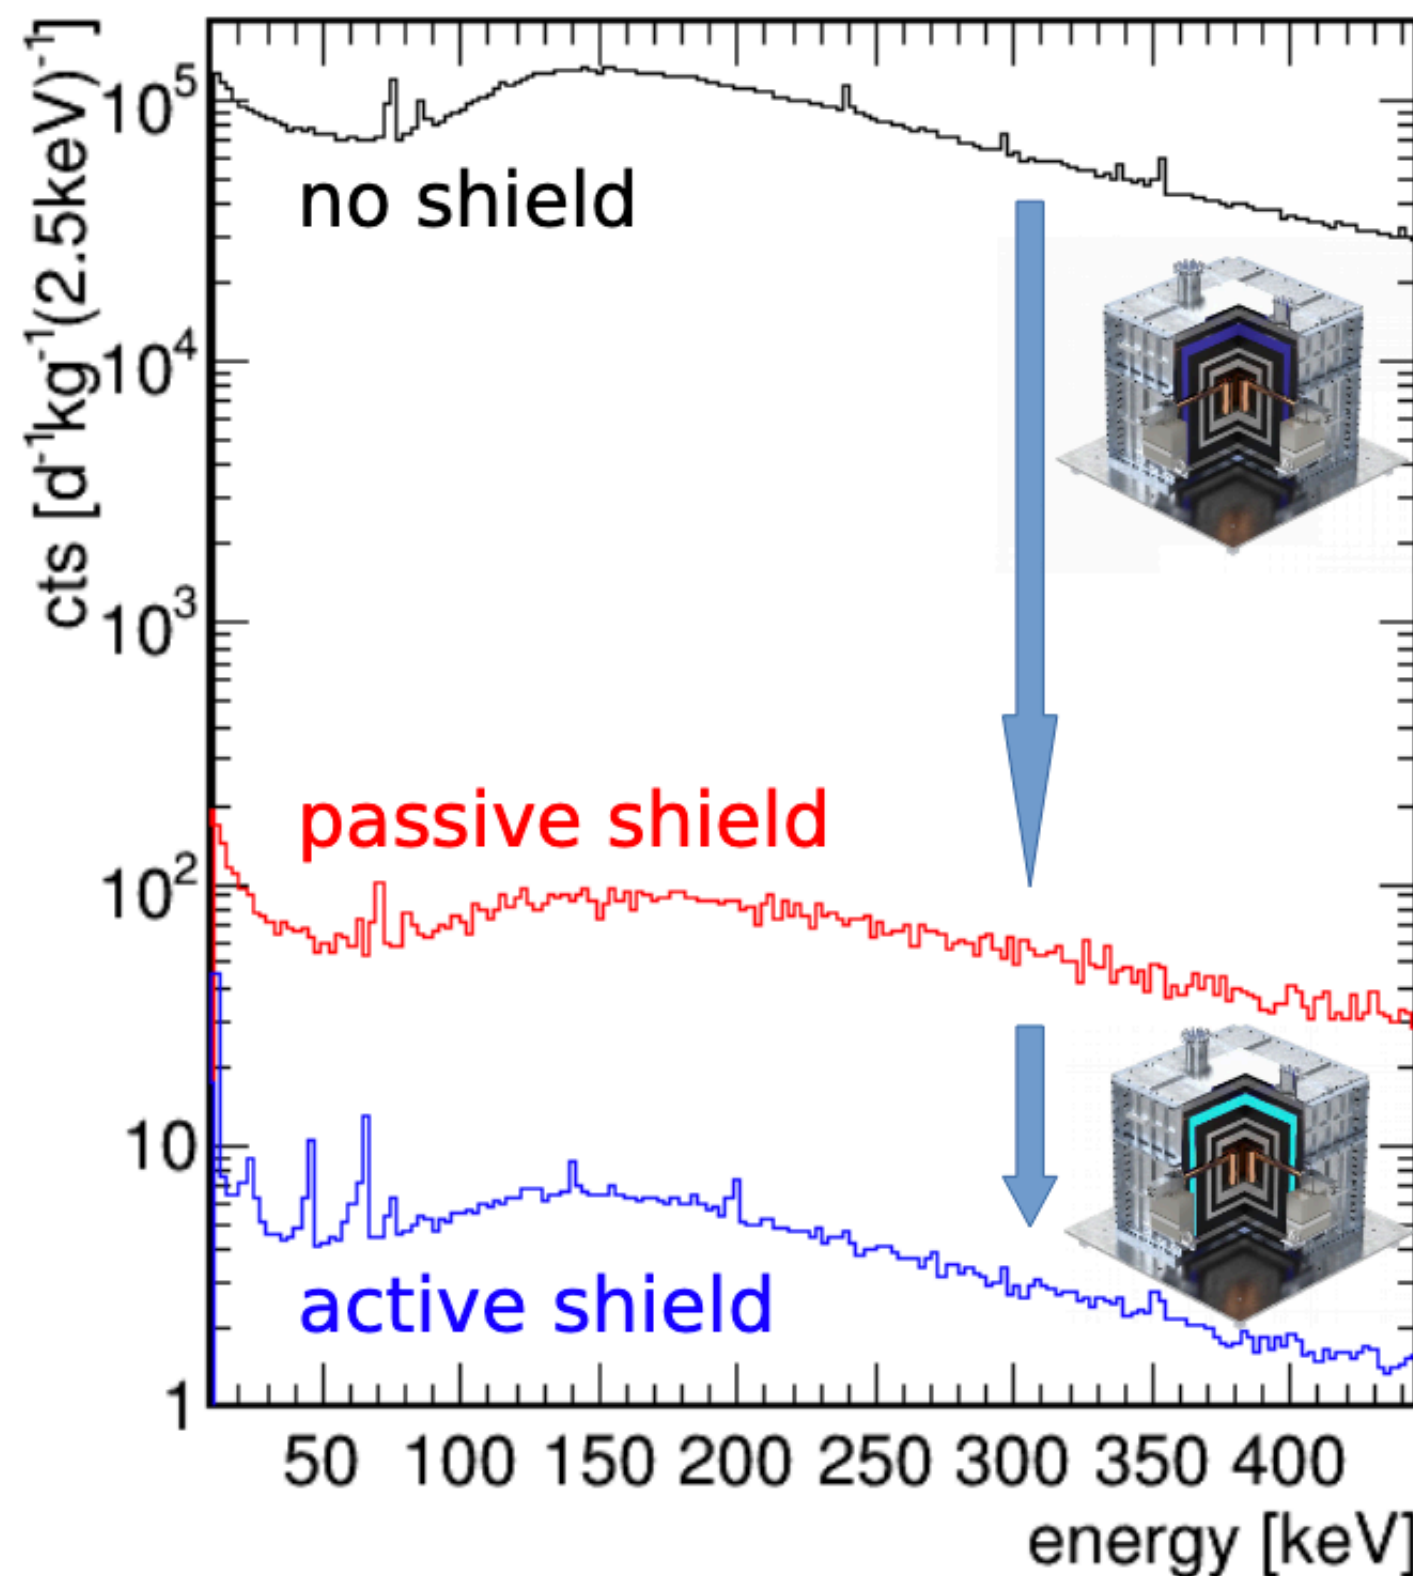 cts [d⁻¹kg⁻¹(2.5keV)⁻¹]
10⁵
no shield
10⁴
10³
passive shield
10²
10
active shield
1
50 100 150 200 250 300 350 400
energy [keV]